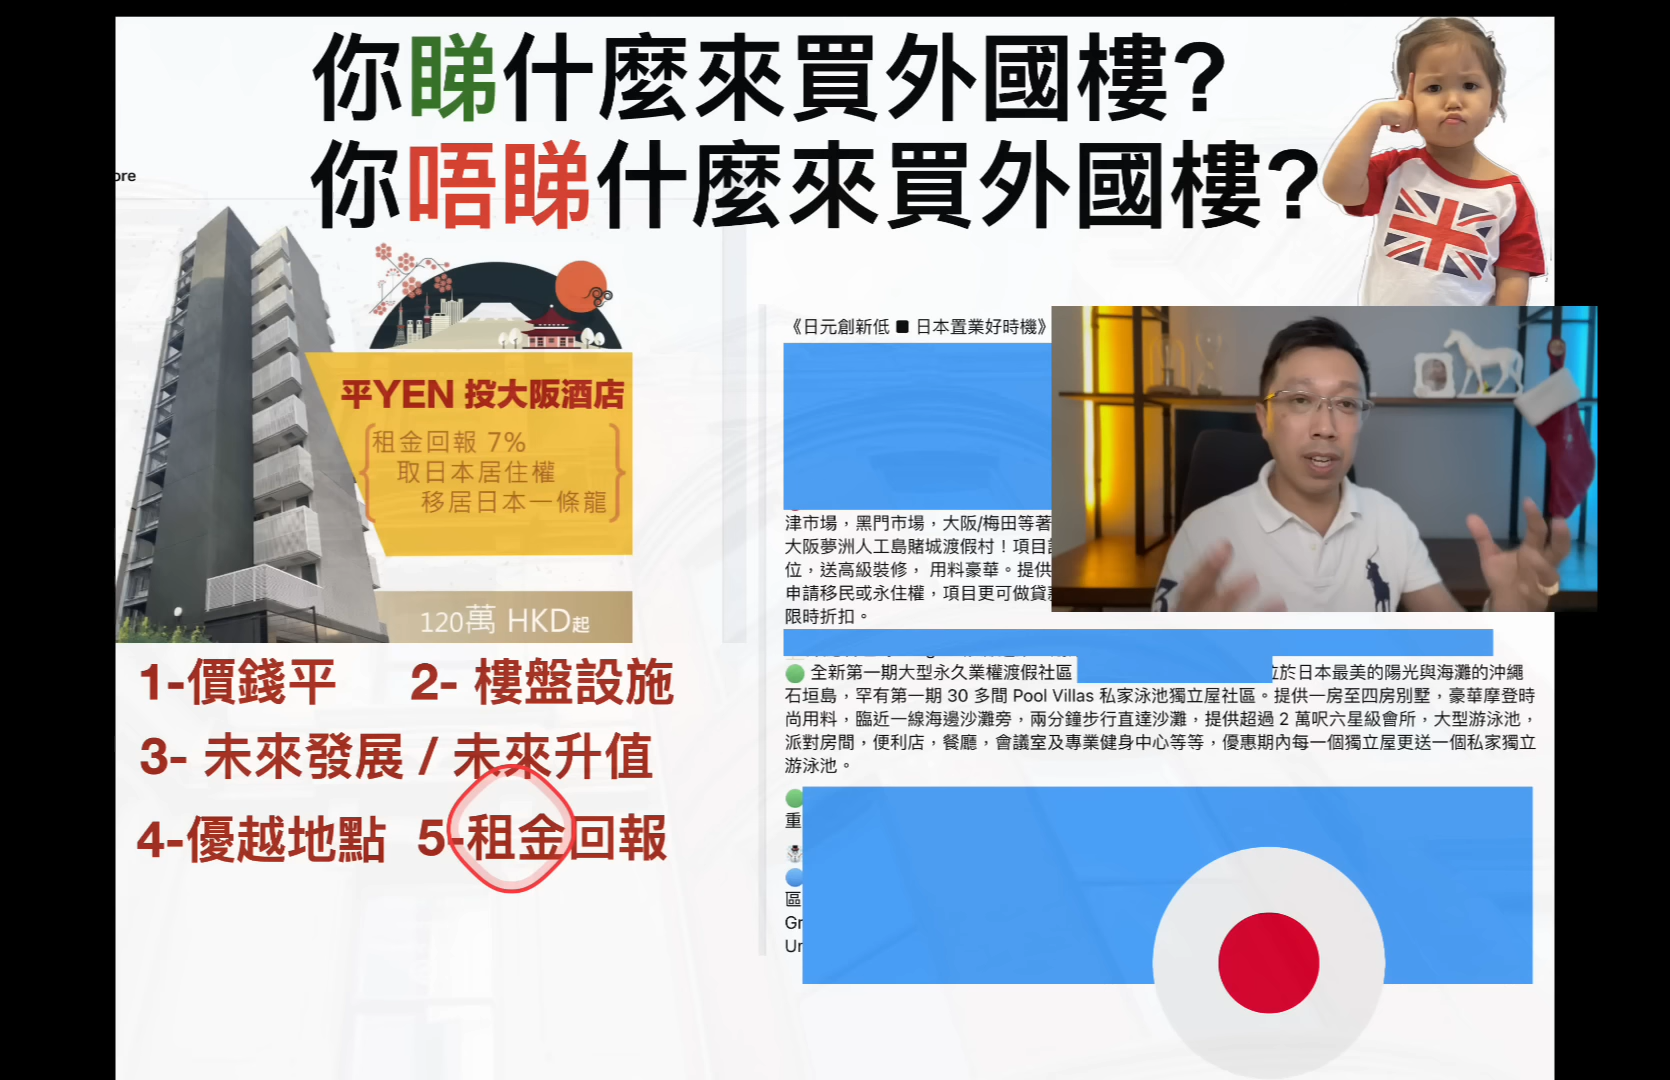 你睇什麼來買外國樓?
你唔睇什麼來買外國樓?
ore
平YEN 投大阪酒店
租金回報 7%
取日本居住權
移居日本一條龍
120萬 HKD起
1-價錢平 2- 樓盤設施
3- 未來發展 / 未來升值
4-優越地點 5-租金回報
《日元創新低 ■ 日本置業好時機》
津市場，黑門市場，大阪/梅田等著
大阪夢洲人工島賭城渡假村！項目
位，送高級裝修， 用料豪華。提供
申請移民或永住權，項目更可做貸
限時折扣。
全新第一期大型永久業權渡假社區 位於日本最美的陽光與海灘的沖繩
石垣島，罕有第一期 30 多間 Pool Villas 私家泳池獨立屋社區。提供一房至四房別墅，豪華摩登時
尚用料，臨近一線海邊沙灘旁，兩分鐘步行直達沙灘，提供超過 2 萬呎六星級會所，大型游泳池，
派對房間，便利店，餐廳，會議室及專業健身中心等等，優惠期內每一個獨立屋更送一個私家獨立
游泳池。
重
區
Gr
Ur